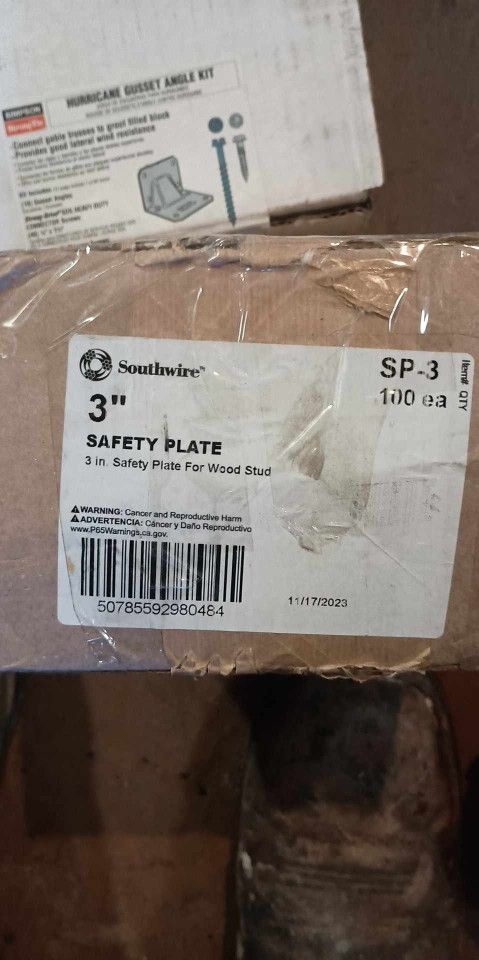 HURRICANE GUSSET ANGLE KIT
SIMPSON
Strong-Tie
Connect gable trusses to grout filled block
Provides good lateral wind resistance
Southwire™
SP-3
100 ea
Item# QTY
3"
SAFETY PLATE
3 in. Safety Plate For Wood Stud
WARNING: Cancer and Reproductive Harm
ADVERTENCIA: Cáncer y Daño Reproductivo
www.P65Warnings.ca.gov.
50785592980484
11/17/2023